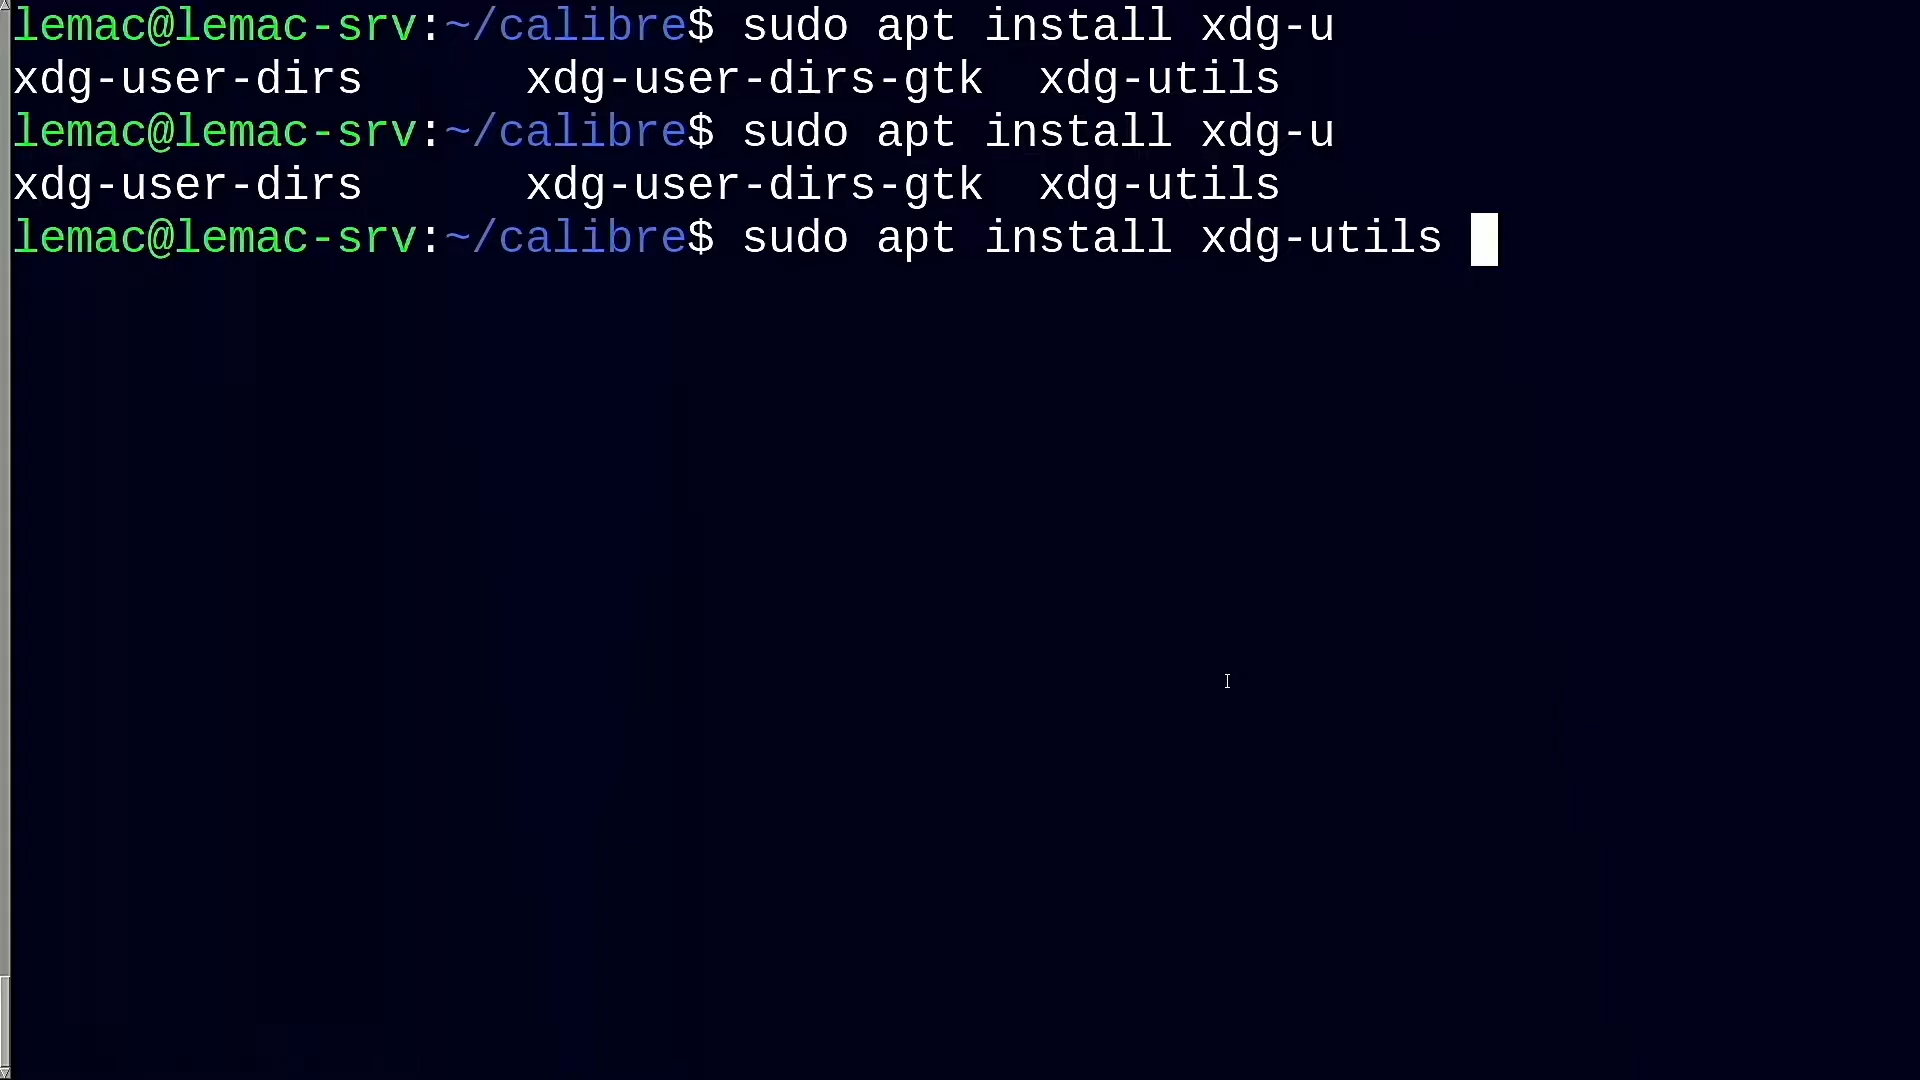 lemac@lemac-srv:~/calibre$ sudo apt install xdg-u
xdg-user-dirs      xdg-user-dirs-gtk  xdg-utils
lemac@lemac-srv:~/calibre$ sudo apt install xdg-u
xdg-user-dirs      xdg-user-dirs-gtk  xdg-utils
lemac@lemac-srv:~/calibre$ sudo apt install xdg-utils